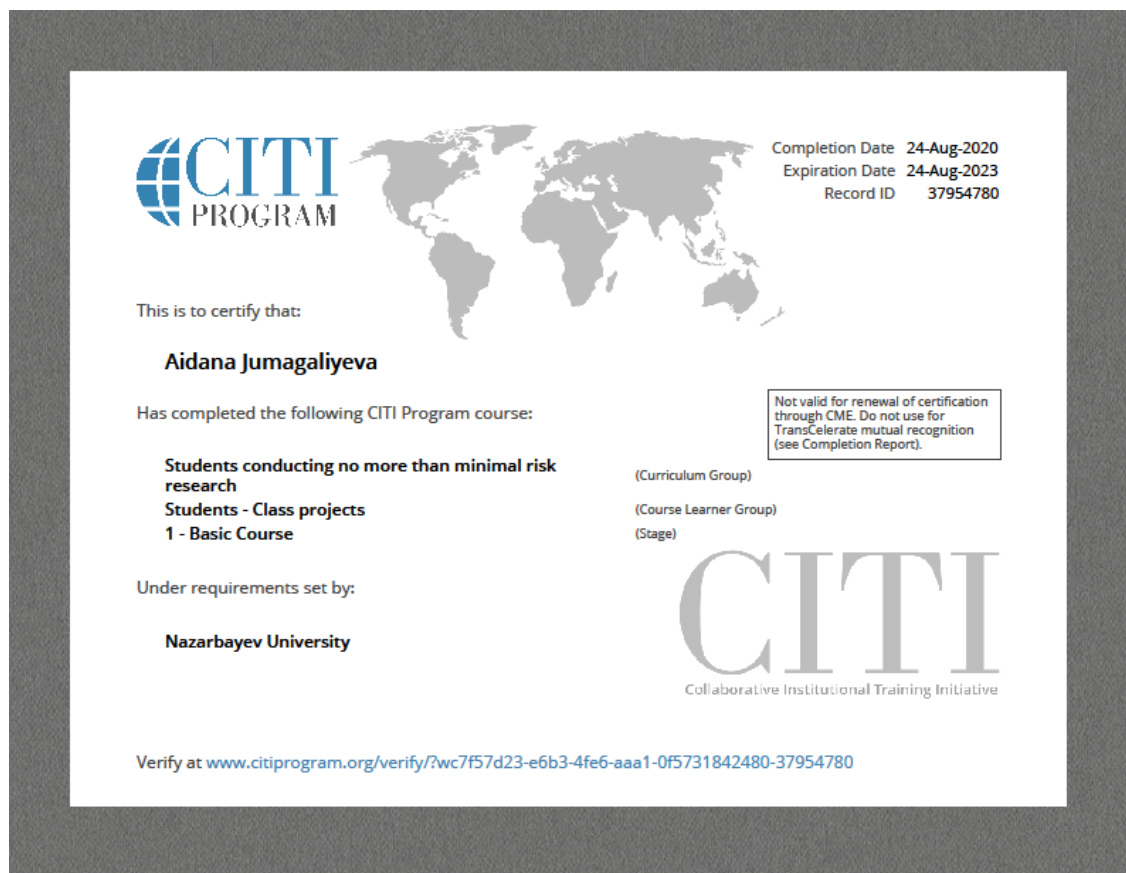 CITI
PROGRAM
Completion Date 24-Aug-2020
Expiration Date 24-Aug-2023
Record ID 37954780
This is to certify that:
Aidana Jumagaliyeva
Has completed the following CITI Program course:
Not valid for renewal of certification
through CME. Do not use for
TransCelerate mutual recognition
(see Completion Report).
Students conducting no more than minimal risk
research
(Curriculum Group)
Students - Class projects
(Course Learner Group)
1 - Basic Course
(Stage)
Under requirements set by:
Nazarbayev University
CITI
Collaborative Institutional Training Initiative
Verify at www.citiprogram.org/verify/?wc7f57d23-e6b3-4fe6-aaa1-0f5731842480-37954780